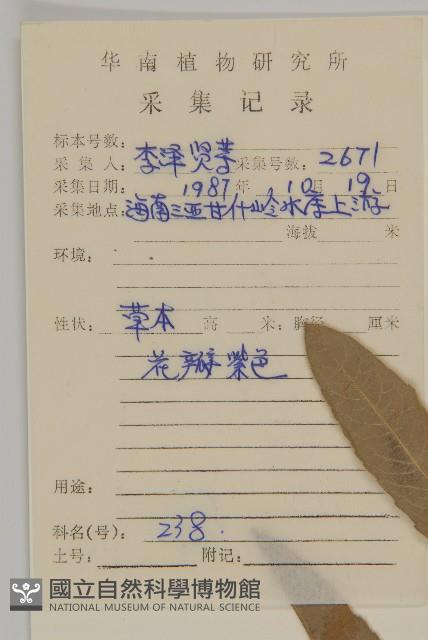 华南植物研究所
采集记录
标本号数:
采集人: 李泽贤等 采集号数: 2671
采集日期: 1987年 10月 19日
采集地点: 海南三亚甘什岭水库上游
海拔 米
环境:
性状: 草本 高 米; 胸径 厘米
花瓣紫色
用途:
科名(号): 238.
土号: 附记:
國立自然科學博物館
NATIONAL MUSEUM OF NATURAL SCIENCE